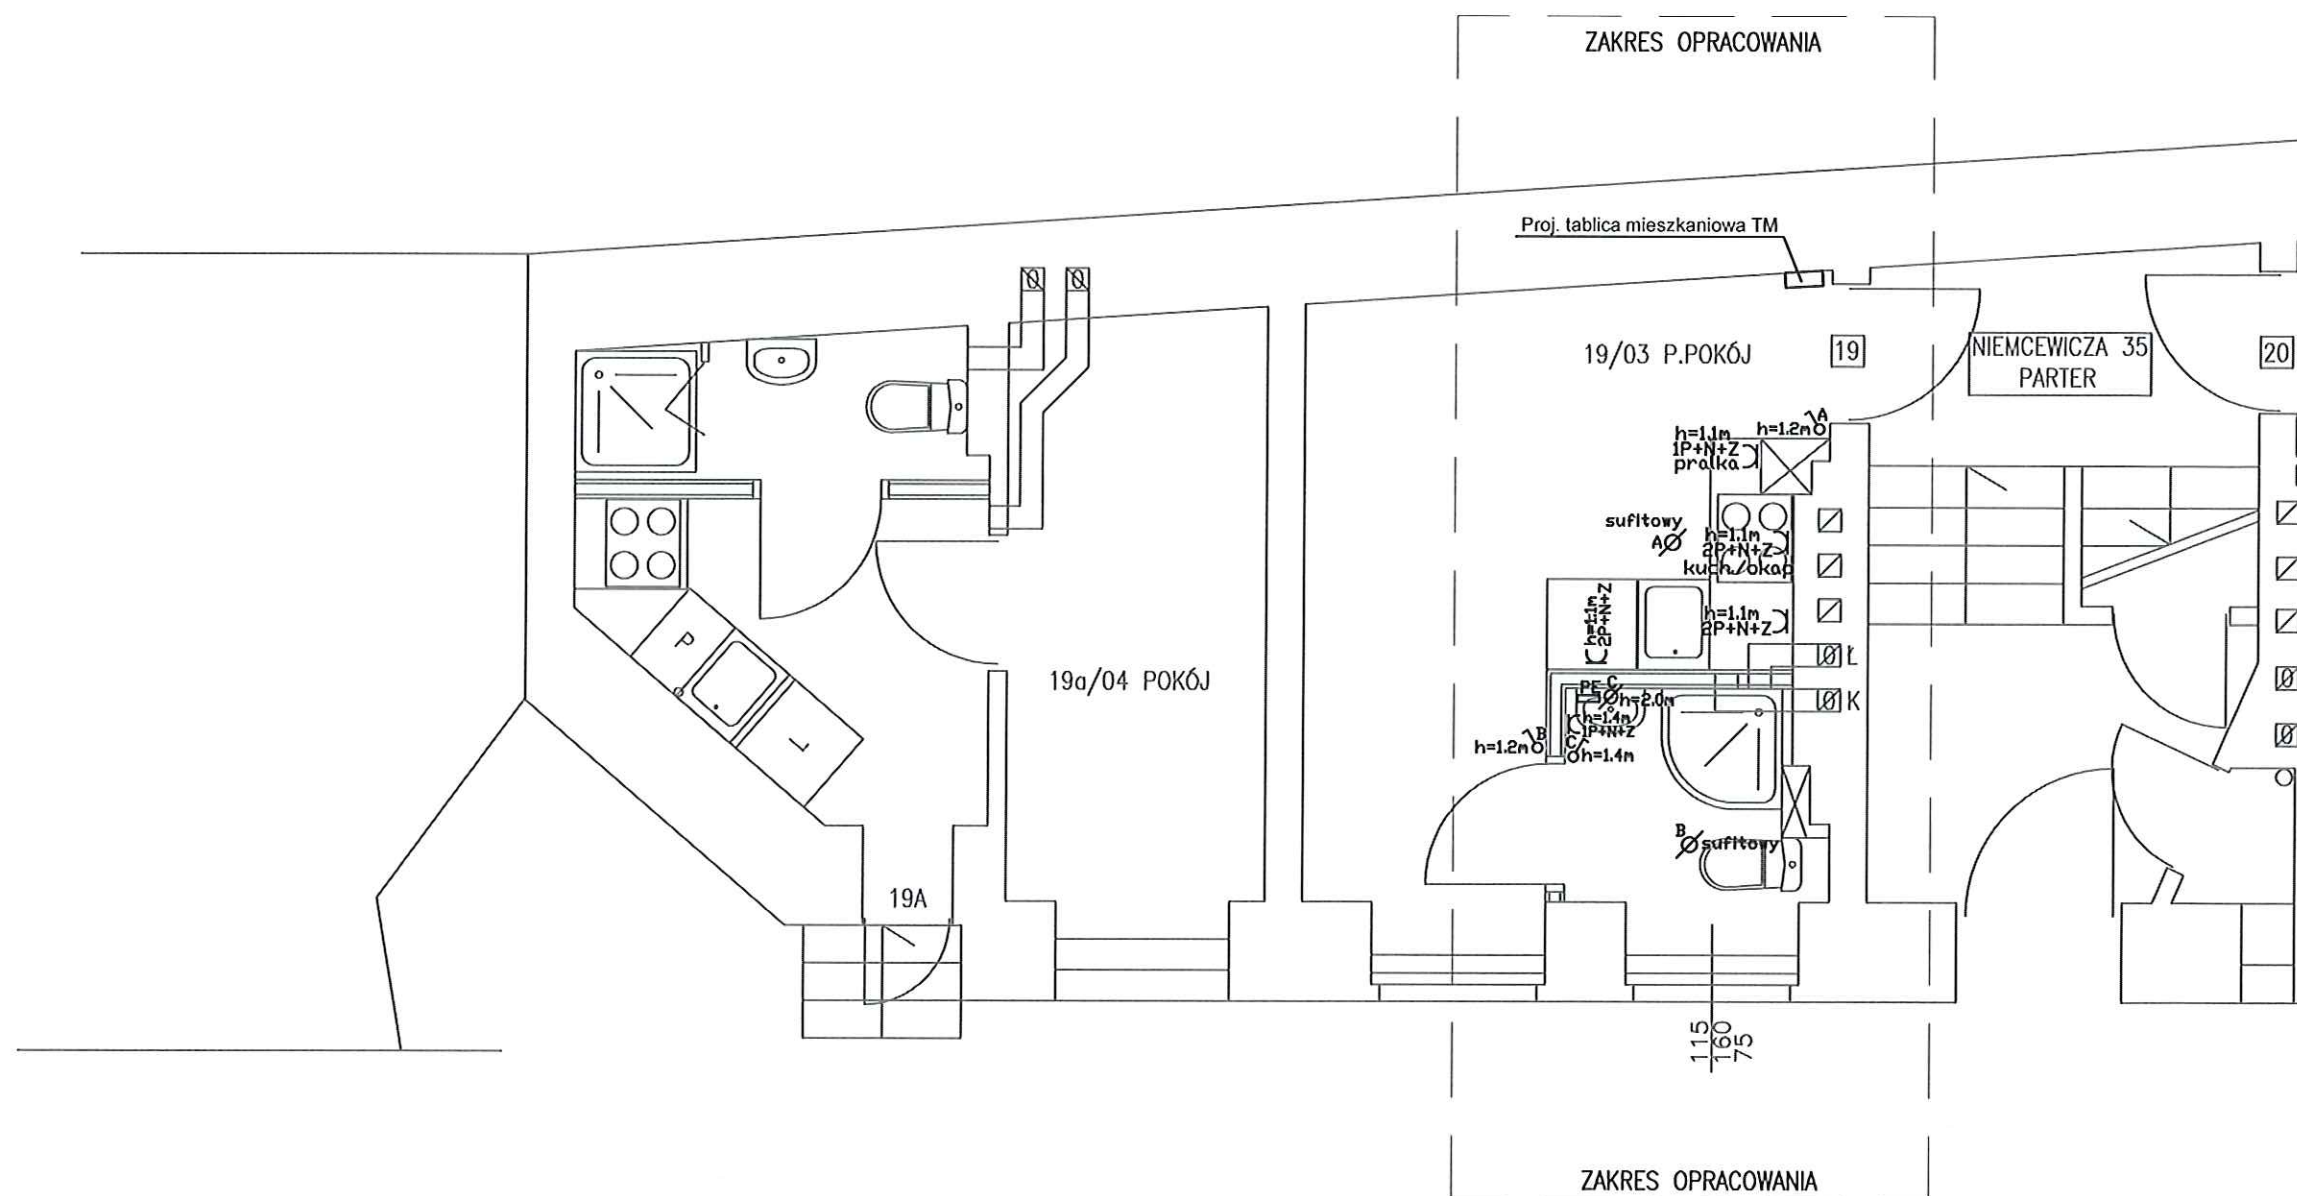 ZAKRES OPRACOWANIA
Proj. tablica mieszkaniowa TM
19/03 P.POKÓJ
19
NIEMCEWICZA 35
PARTER
20
A
h=1.2m
h=1.1m
1P+N+Z
pralka
sufitowy
A
h=1.1m
2P+N+Z
kuch./okap
h=1.1m
2P+N+Z
h=1.1m
2P+N+Z
Ł
K
PE
C
h=2.0m
h=1.4m
1P+N+Z
B
h=1.2m
C
h=1.4m
B
sufitowy
19a/04 POKÓJ
P
L
19A
115
160
75
ZAKRES OPRACOWANIA